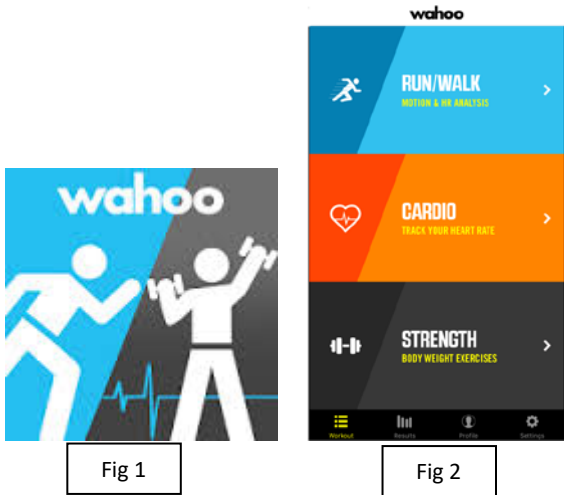 wahoo
Fig 1
wahoo
RUN/WALK
MOTION & HR ANALYSIS
CARDIO
TRACK YOUR HEART RATE
STRENGTH
BODY WEIGHT EXERCISES
Workout Results Profile Settings
Fig 2